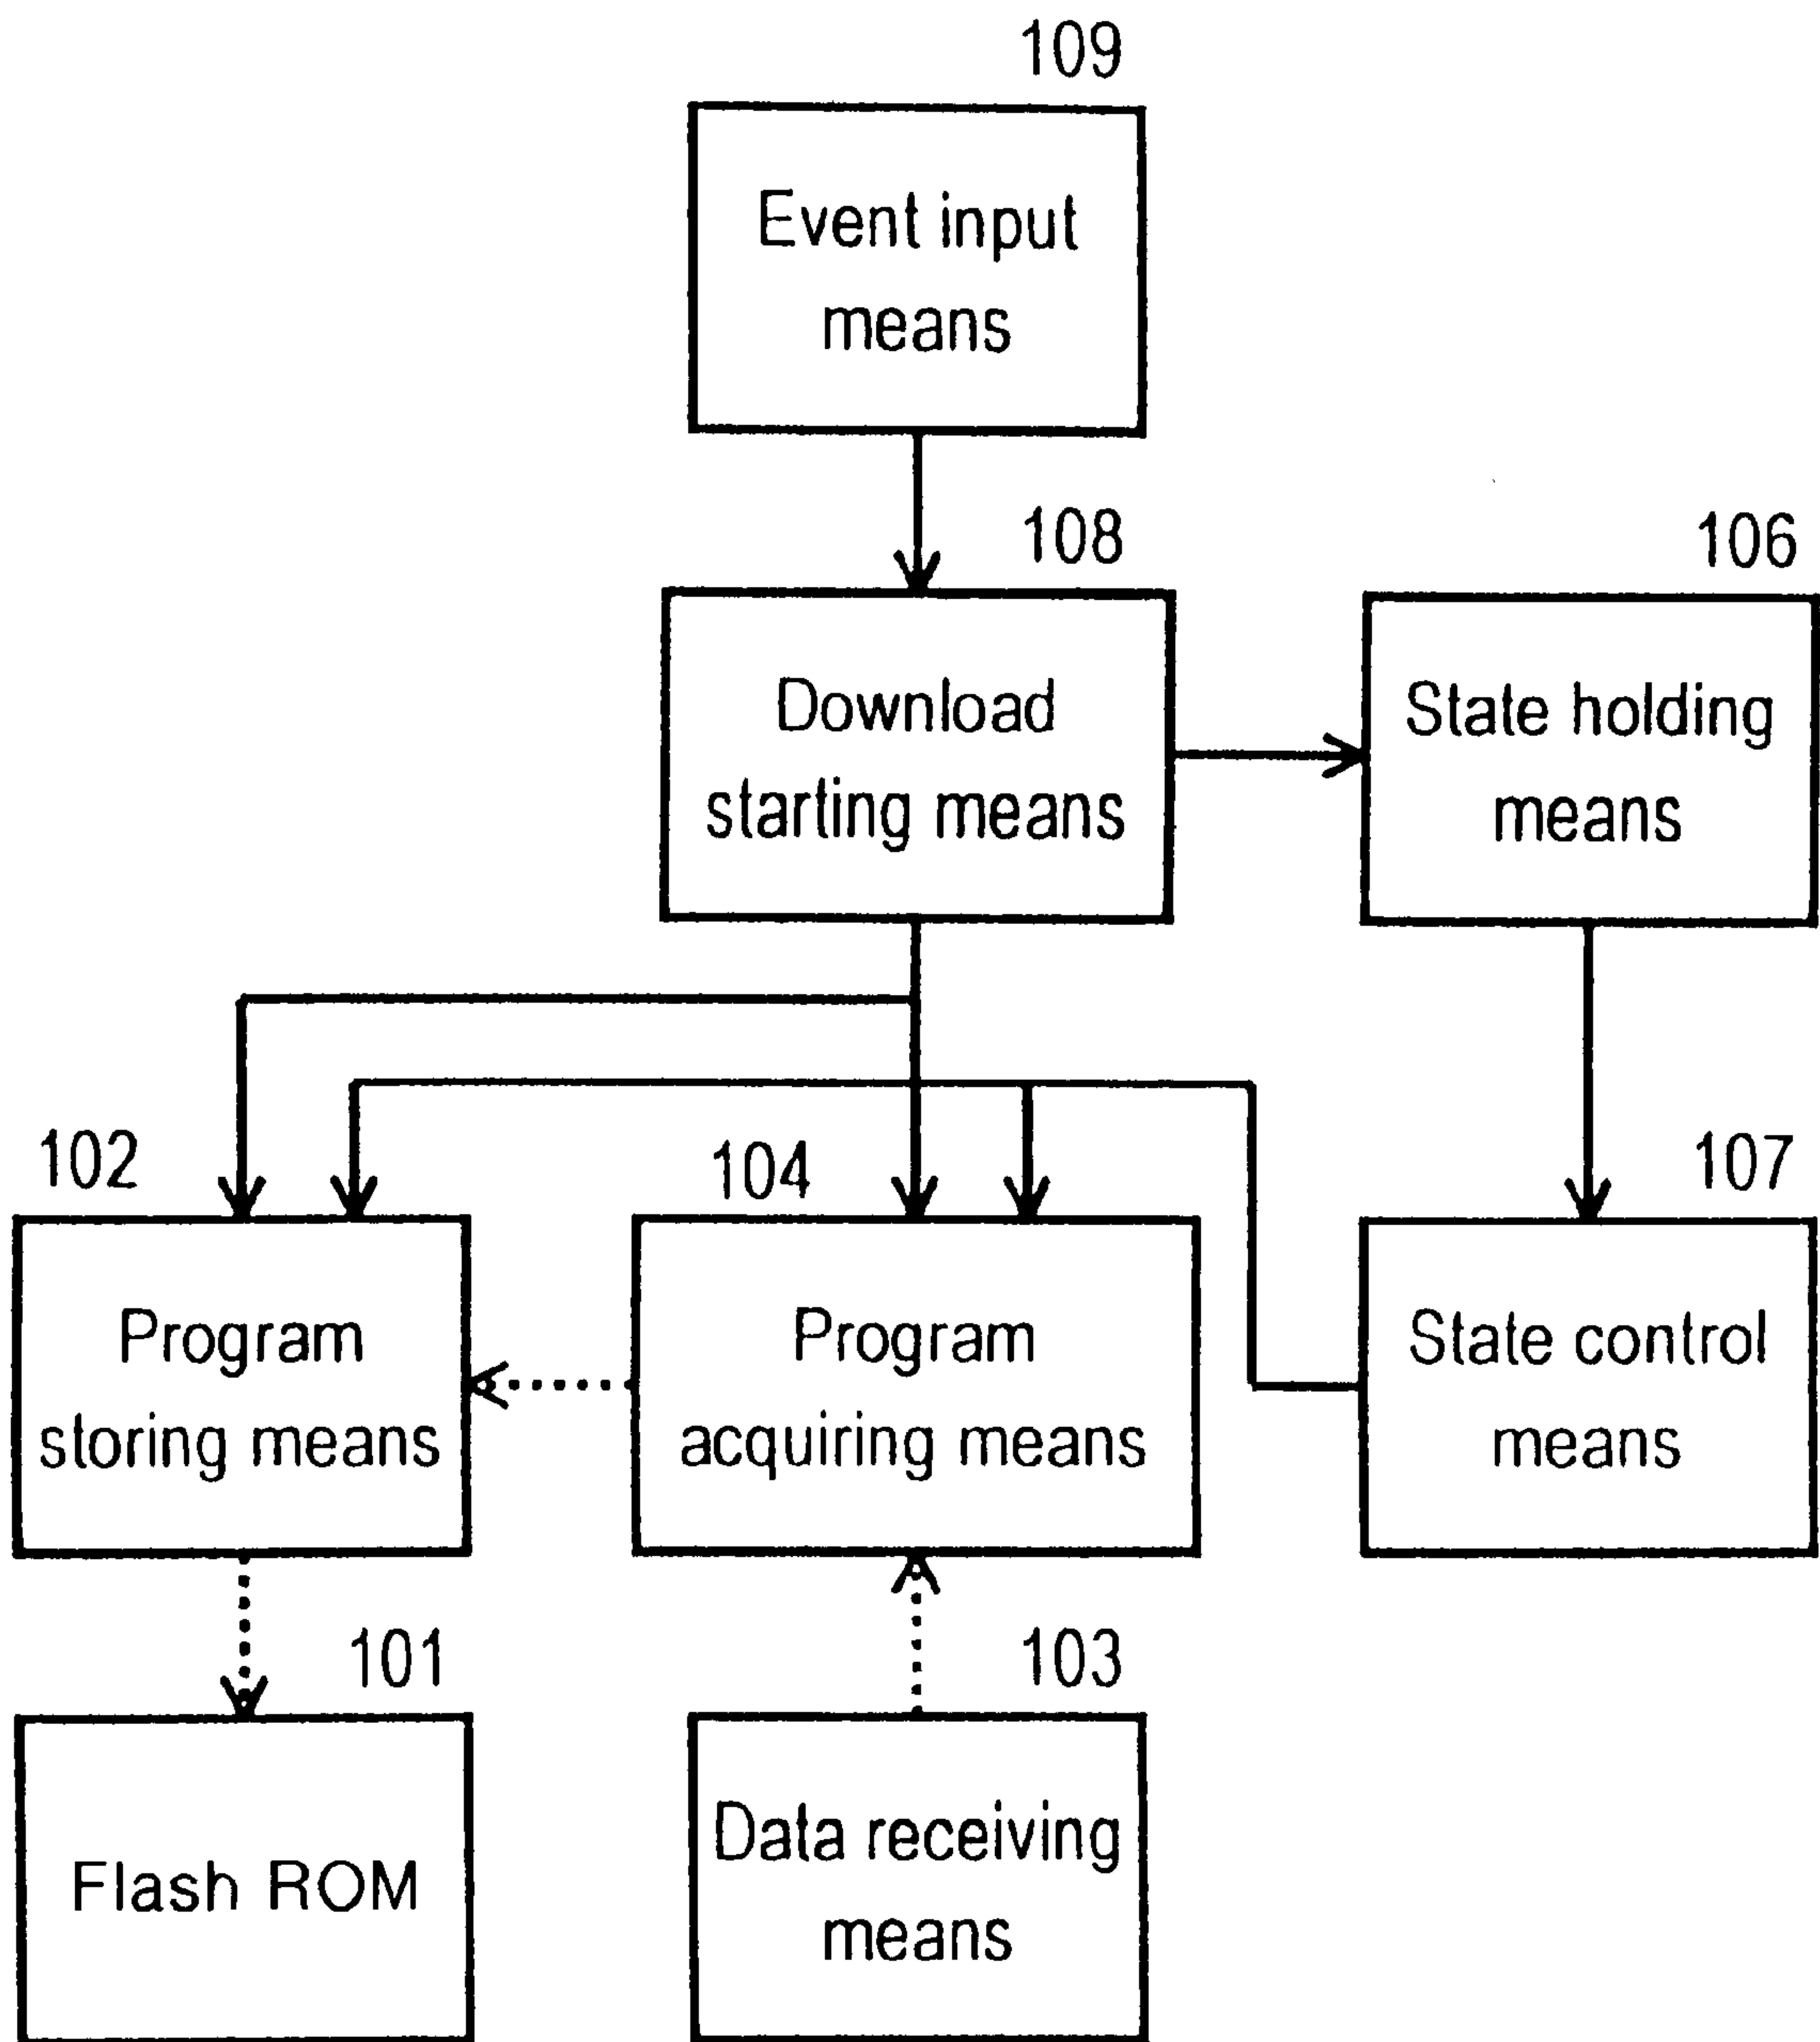 109
Event input
means
108
106
Download
starting means
State holding
means
102
104
107
Program
storing means
Program
acquiring means
State control
means
101
103
Flash ROM
Data receiving
means